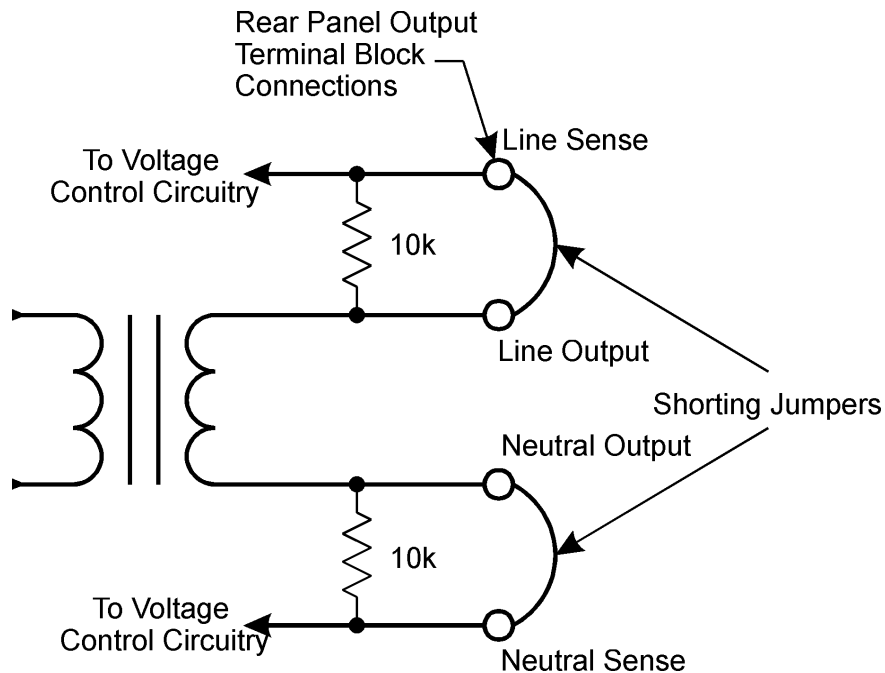 Rear Panel Output
Terminal Block
Connections
Line Sense
To Voltage
Control Circuitry
10k
Line Output
Shorting Jumpers
Neutral Output
10k
To Voltage
Control Circuitry
Neutral Sense